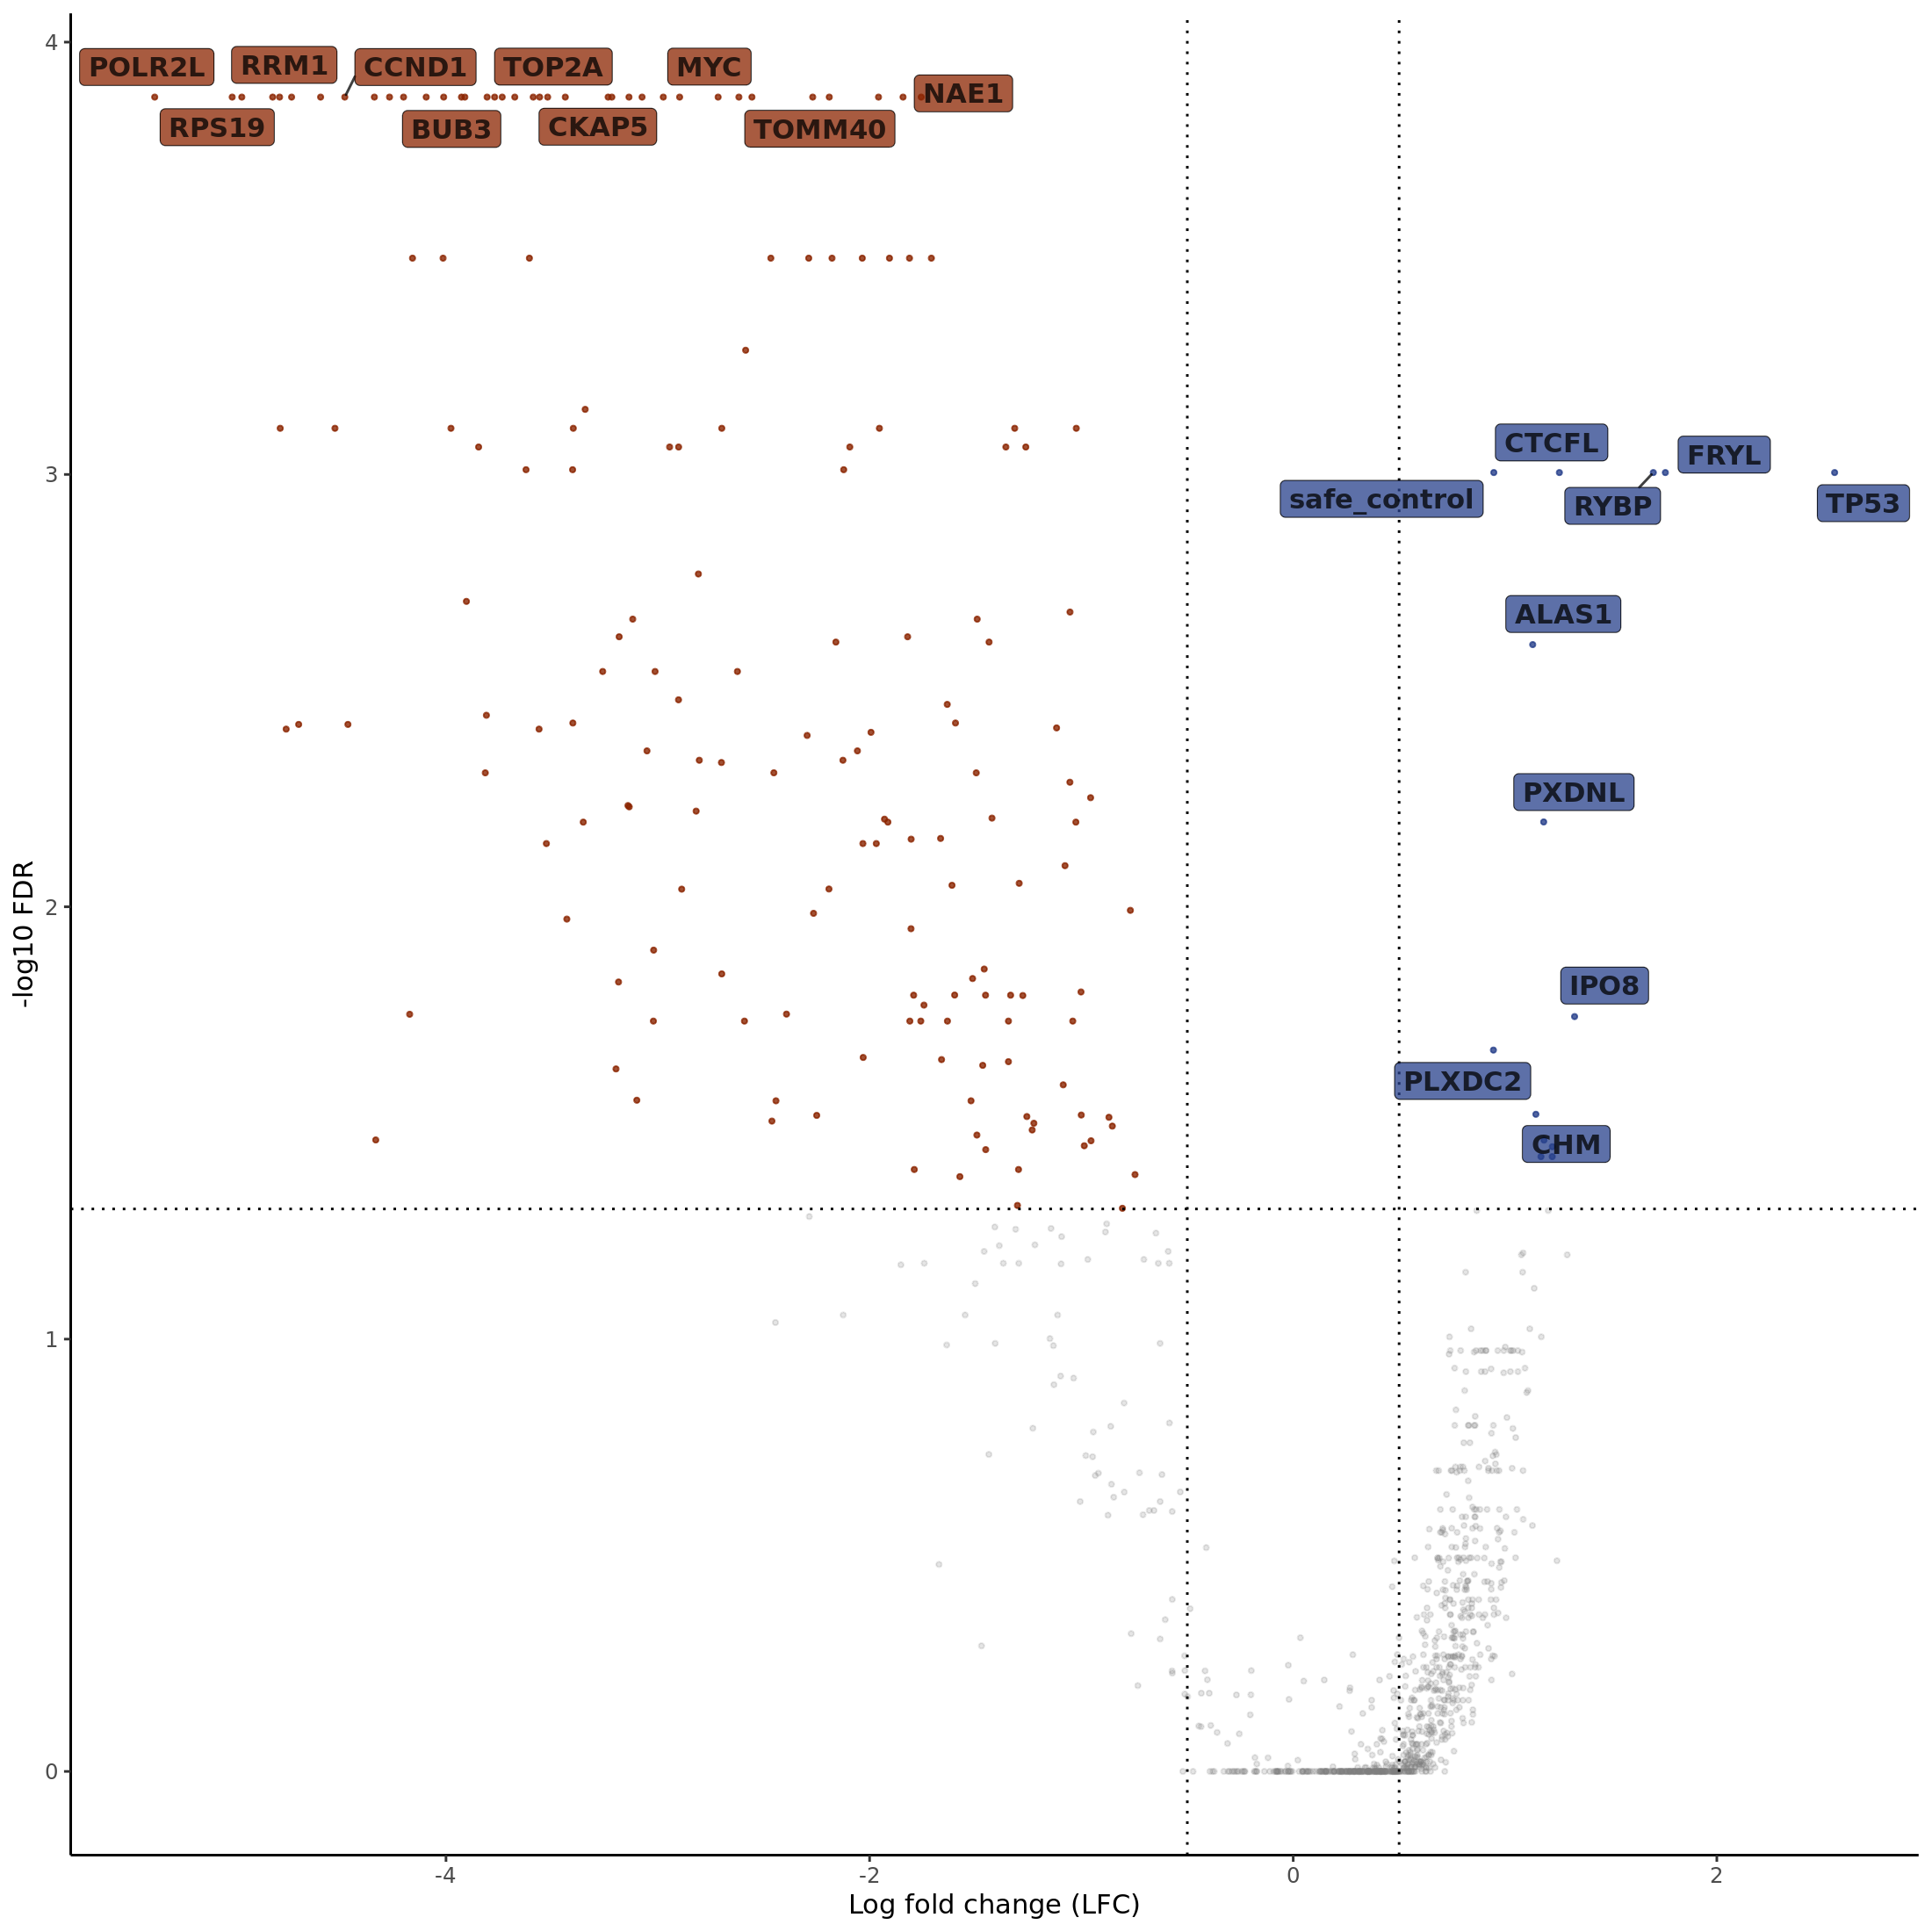 4
POLR2L
RRM1
CCND1
TOP2A
MYC
NAE1
RPS19
BUB3
CKAP5
TOMM40
CTCFL
FRYL
3
safe_control
RYBP
TP53
ALAS1
PXDNL
2
-log10 FDR
IPO8
PLXDC2
CHM
1
0
-4
-2
0
2
Log fold change (LFC)